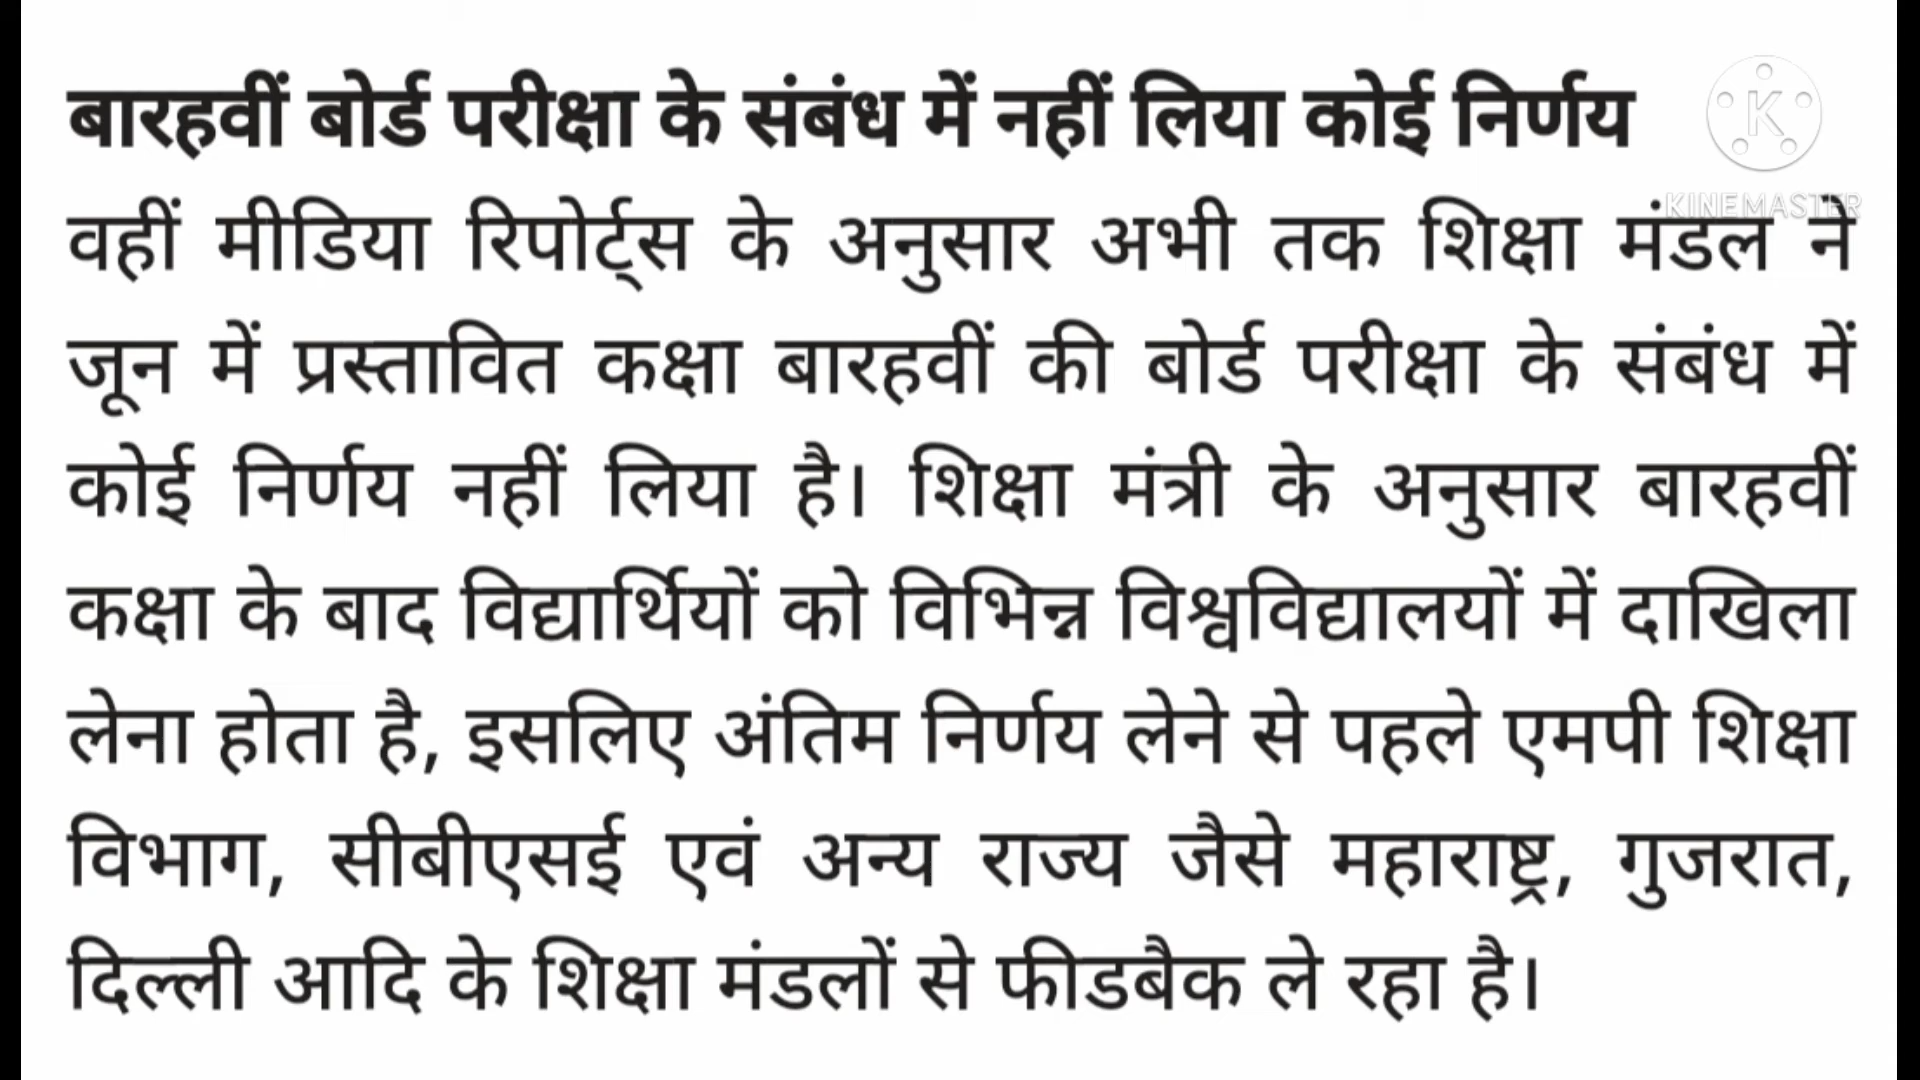 बारहवीं बोर्ड परीक्षा के संबंध में नहीं लिया कोई निर्णय
K
KINEMASTER
वहीं मीडिया रिपोर्ट्स के अनुसार अभी तक शिक्षा मंडल ने
जून में प्रस्तावित कक्षा बारहवीं की बोर्ड परीक्षा के संबंध में
कोई निर्णय नहीं लिया है। शिक्षा मंत्री के अनुसार बारहवीं
कक्षा के बाद विद्यार्थियों को विभिन्न विश्वविद्यालयों में दाखिला
लेना होता है, इसलिए अंतिम निर्णय लेने से पहले एमपी शिक्षा
विभाग, सीबीएसई एवं अन्य राज्य जैसे महाराष्ट्र, गुजरात,
दिल्ली आदि के शिक्षा मंडलों से फीडबैक ले रहा है।